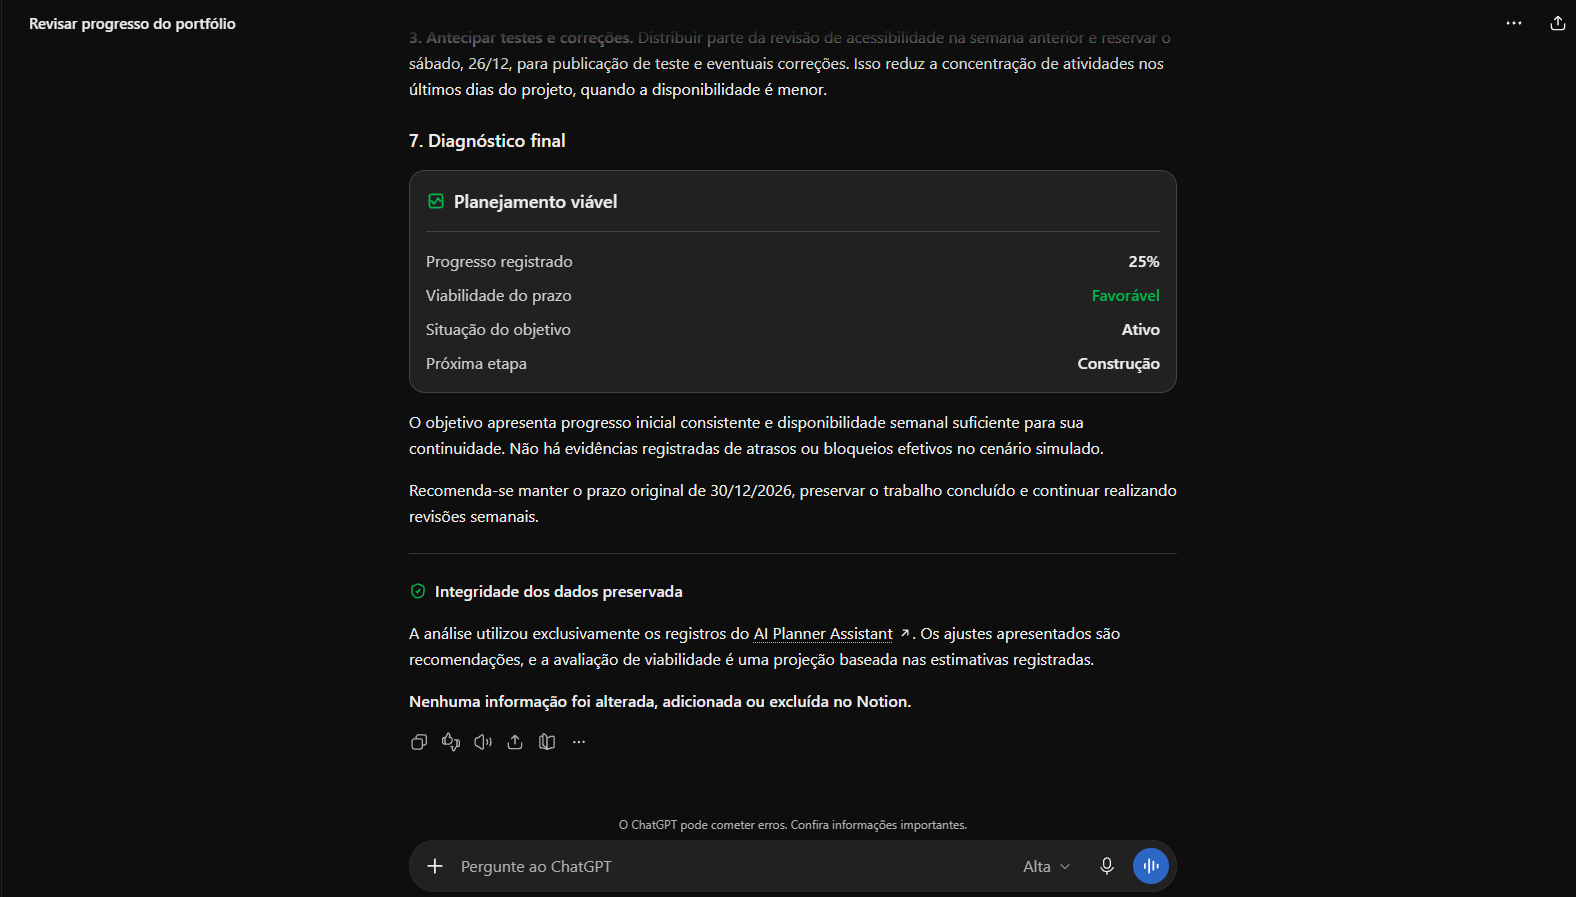 Revisar progresso do portfólio
3. Antecipar testes e correções. Distribuir parte da revisão de acessibilidade na semana anterior e reservar o
sábado, 26/12, para publicação de teste e eventuais correções. Isso reduz a concentração de atividades nos
últimos dias do projeto, quando a disponibilidade é menor.
7. Diagnóstico final
Planejamento viável
Progresso registrado 25%
Viabilidade do prazo Favorável
Situação do objetivo Ativo
Próxima etapa Construção
O objetivo apresenta progresso inicial consistente e disponibilidade semanal suficiente para sua
continuidade. Não há evidências registradas de atrasos ou bloqueios efetivos no cenário simulado.
Recomenda-se manter o prazo original de 30/12/2026, preservar o trabalho concluído e continuar realizando
revisões semanais.
Integridade dos dados preservada
A análise utilizou exclusivamente os registros do AI Planner Assistant ↗. Os ajustes apresentados são
recomendações, e a avaliação de viabilidade é uma projeção baseada nas estimativas registradas.
Nenhuma informação foi alterada, adicionada ou excluída no Notion.
O ChatGPT pode cometer erros. Confira informações importantes.
Pergunte ao ChatGPT Alta